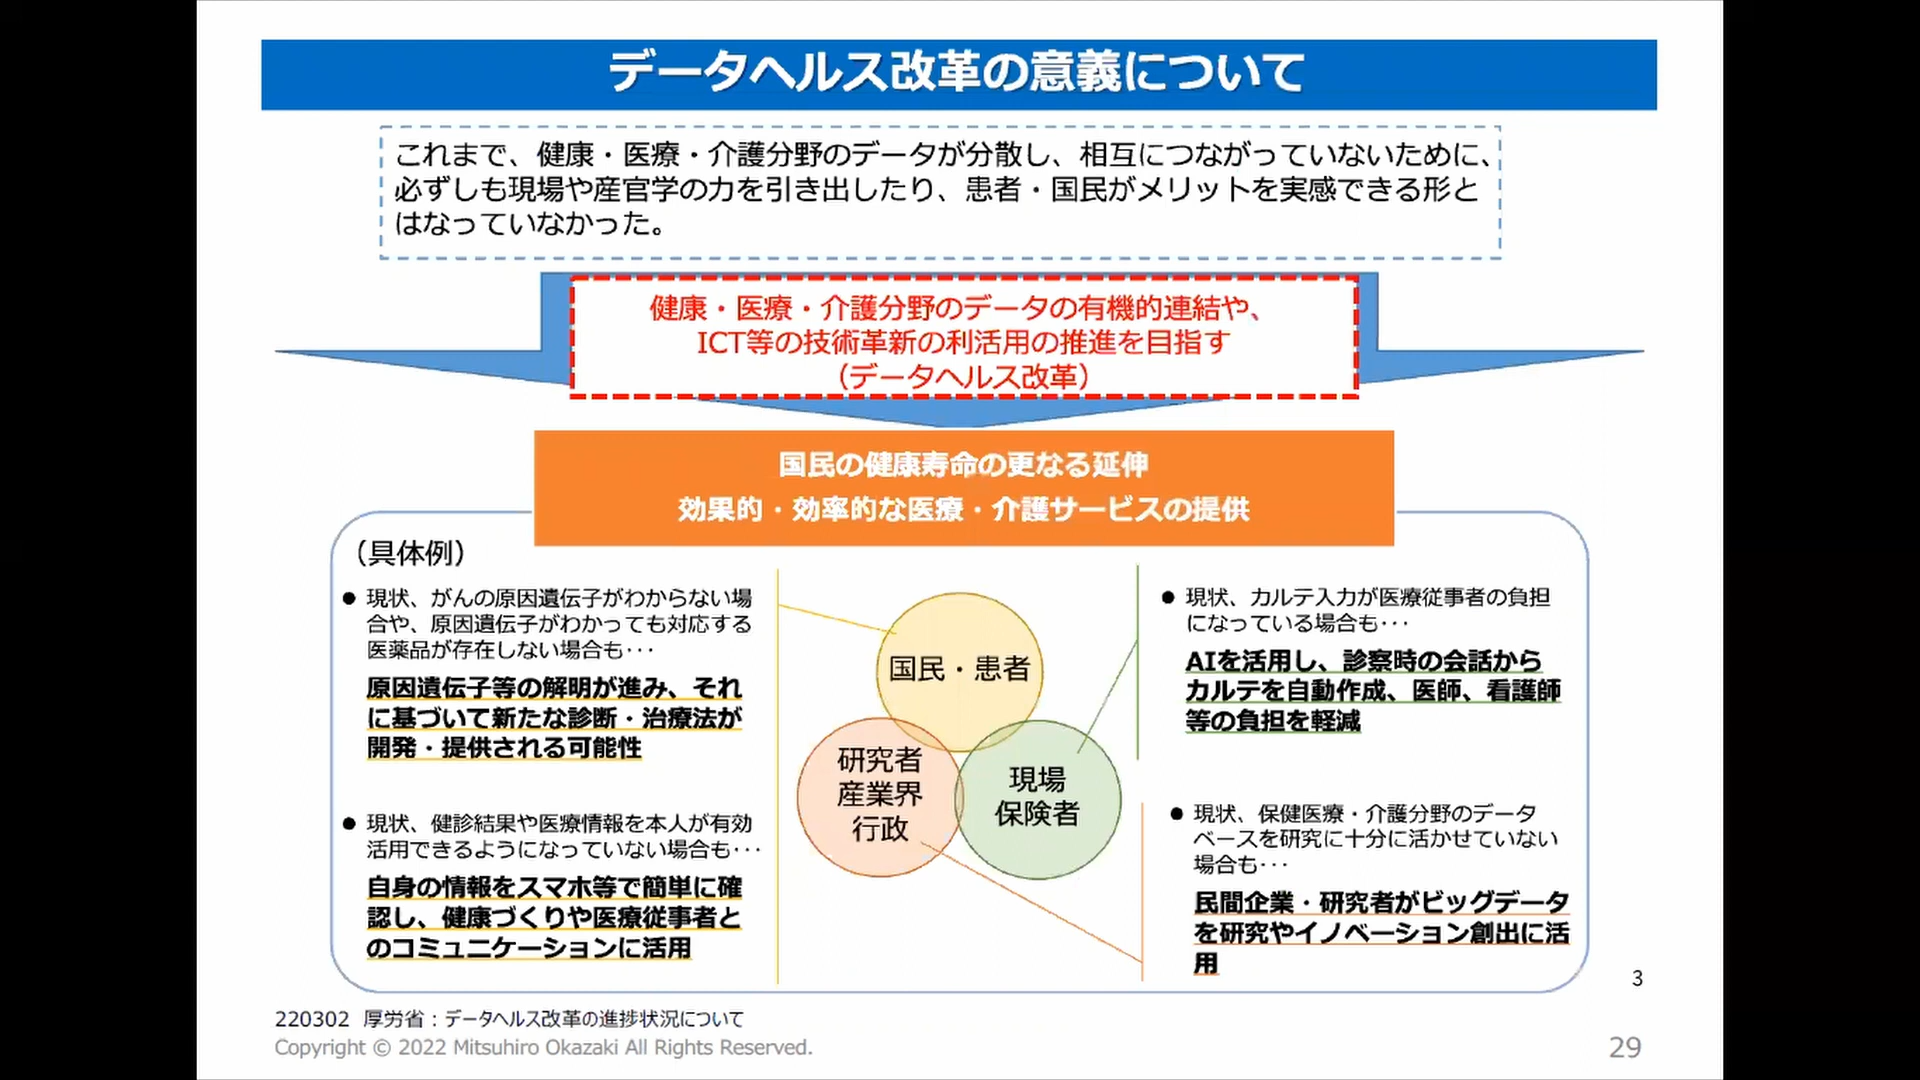 データヘルス改革の意義について
これまで、健康・医療・介護分野のデータが分散し、相互につながっていないために、
必ずしも現場や産官学の力を引き出したり、患者・国民がメリットを実感できる形と
はなっていなかった。
健康・医療・介護分野のデータの有機的連結や、
ICT等の技術革新の利活用の推進を目指す
（データヘルス改革）
国民の健康寿命の更なる延伸
効果的・効率的な医療・介護サービスの提供
（具体例）
● 現状、がんの原因遺伝子がわからない場
合や、原因遺伝子がわかっても対応する
医薬品が存在しない場合も･･･
原因遺伝子等の解明が進み、それ
に基づいて新たな診断・治療法が
開発・提供される可能性
● 現状、健診結果や医療情報を本人が有効
活用できるようになっていない場合も･･･
自身の情報をスマホ等で簡単に確
認し、健康づくりや医療従事者と
のコミュニケーションに活用
国民・患者
研究者
産業界
行政
現場
保険者
● 現状、カルテ入力が医療従事者の負担
になっている場合も･･･
AIを活用し、診察時の会話から
カルテを自動作成、医師、看護師
等の負担を軽減
● 現状、保健医療・介護分野のデータ
ベースを研究に十分に活かせていない
場合も･･･
民間企業・研究者がビッグデータ
を研究やイノベーション創出に活
用
3
220302 厚労省：データヘルス改革の進捗状況について
Copyright © 2022 Mitsuhiro Okazaki All Rights Reserved.
29